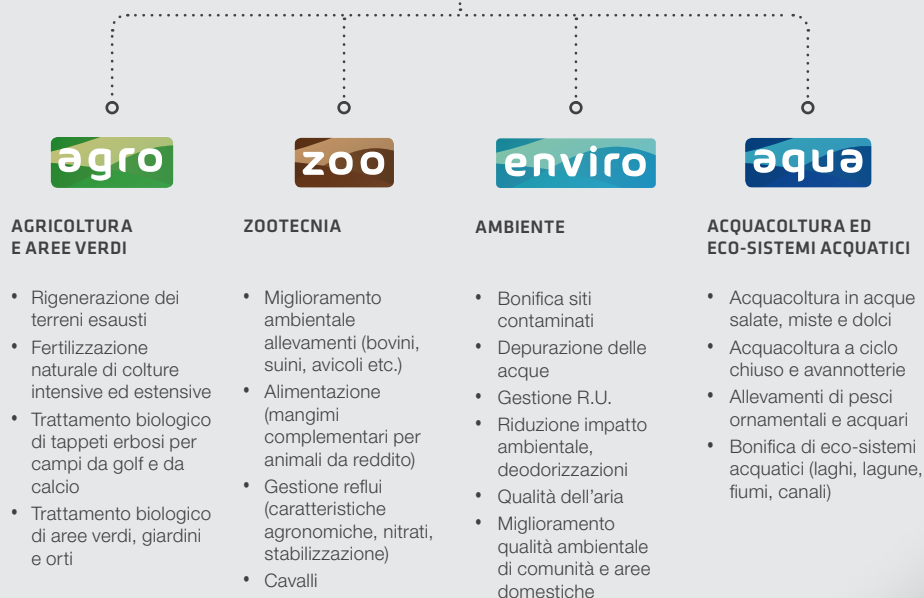 agro
AGRICOLTURA
E AREE VERDI
• Rigenerazione dei
terreni esausti
• Fertilizzazione
naturale di colture
intensive ed estensive
• Trattamento biologico
di tappeti erbosi per
campi da golf e da
calcio
• Trattamento biologico
di aree verdi, giardini
e orti
zoo
ZOOTECNIA
• Miglioramento
ambientale
allevamenti (bovini,
suini, avicoli etc.)
• Alimentazione
(mangimi
complementari per
animali da reddito)
• Gestione reflui
(caratteristiche
agronomiche, nitrati,
stabilizzazione)
• Cavalli
enviro
AMBIENTE
• Bonifica siti
contaminati
• Depurazione delle
acque
• Gestione R.U.
• Riduzione impatto
ambientale,
deodorizzazioni
• Qualità dell'aria
• Miglioramento
qualità ambientale
di comunità e aree
domestiche
aqua
ACQUACOLTURA ED
ECO-SISTEMI ACQUATICI
• Acquacoltura in acque
salate, miste e dolci
• Acquacoltura a ciclo
chiuso e avannotterie
• Allevamenti di pesci
ornamentali e acquari
• Bonifica di eco-sistemi
acquatici (laghi, lagune,
fiumi, canali)